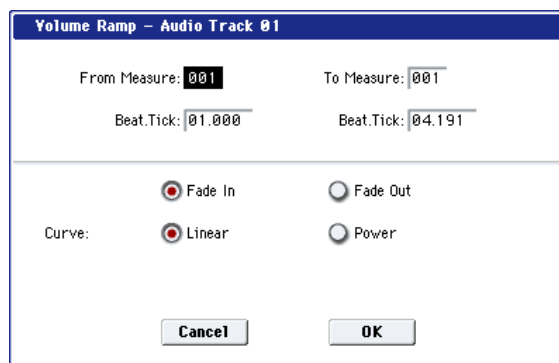 Volume Ramp - Audio Track 01
From Measure: 001 To Measure: 001
Beat.Tick: 01.000 Beat.Tick: 04.191
Fade In Fade Out
Curve: Linear Power
Cancel OK